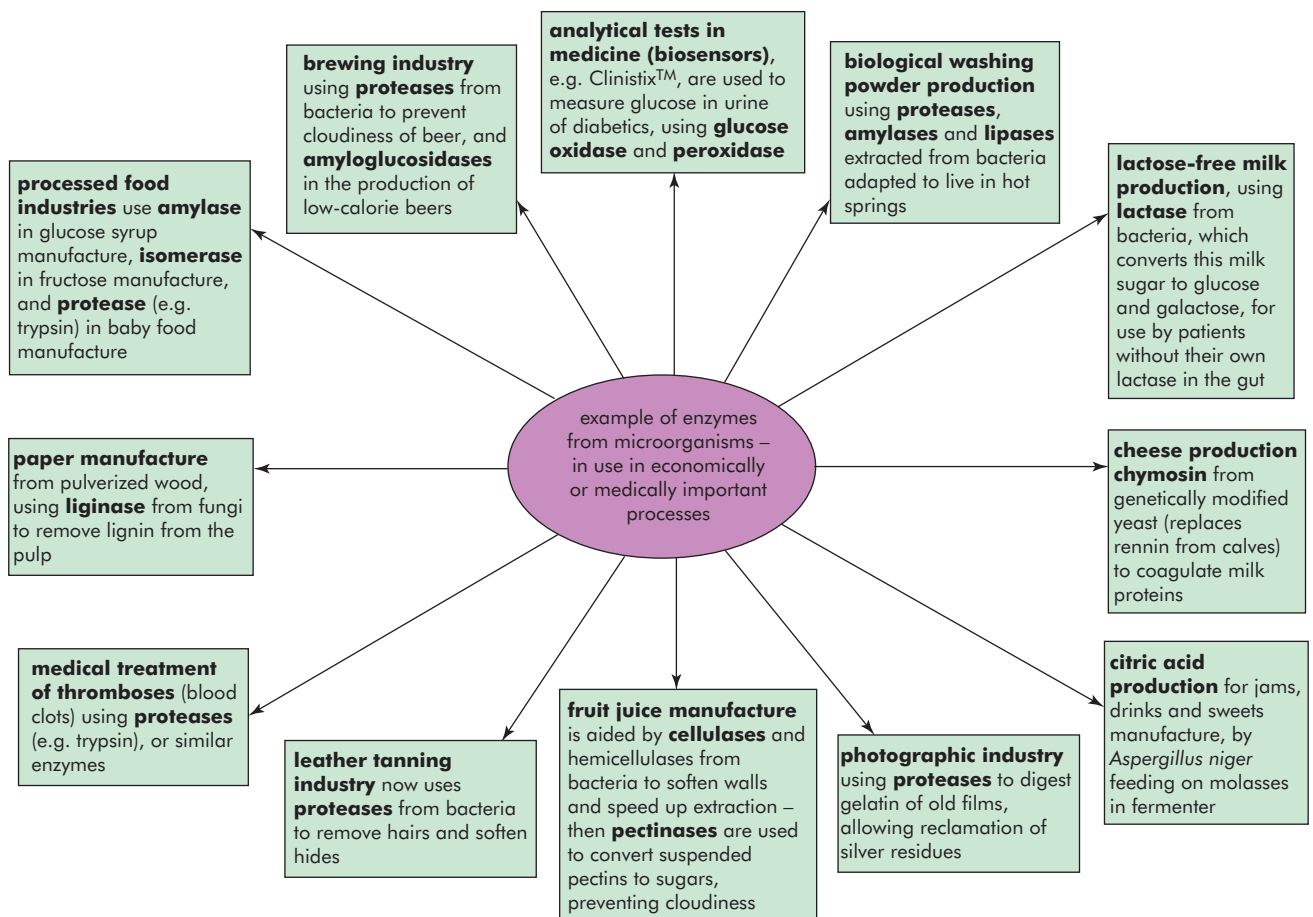 analytical tests in
medicine (biosensors),
e.g. Clinistix™, are used to
measure glucose in urine
of diabetics, using glucose
oxidase and peroxidase
brewing industry
using proteases from
bacteria to prevent
cloudiness of beer, and
amyloglucosidases
in the production of
low-calorie beers
biological washing
powder production
using proteases,
amylases and lipases
extracted from bacteria
adapted to live in hot
springs
processed food
industries use amylase
in glucose syrup
manufacture, isomerase
in fructose manufacture,
and protease (e.g.
trypsin) in baby food
manufacture
lactose-free milk
production, using
lactase from
bacteria, which
converts this milk
sugar to glucose
and galactose, for
use by patients
without their own
lactase in the gut
example of enzymes
from microorganisms –
in use in economically
or medically important
processes
paper manufacture
from pulverized wood,
using liginase from fungi
to remove lignin from the
pulp
cheese production
chymosin from
genetically modified
yeast (replaces
rennin from calves)
to coagulate milk
proteins
medical treatment
of thromboses (blood
clots) using proteases
(e.g. trypsin), or similar
enzymes
leather tanning
industry now uses
proteases from bacteria
to remove hairs and soften
hides
fruit juice manufacture
is aided by cellulases and
hemicellulases from
bacteria to soften walls
and speed up extraction –
then pectinases are used
to convert suspended
pectins to sugars,
preventing cloudiness
photographic industry
using proteases to digest
gelatin of old films,
allowing reclamation of
silver residues
citric acid
production for jams,
drinks and sweets
manufacture, by
Aspergillus niger
feeding on molasses
in fermenter